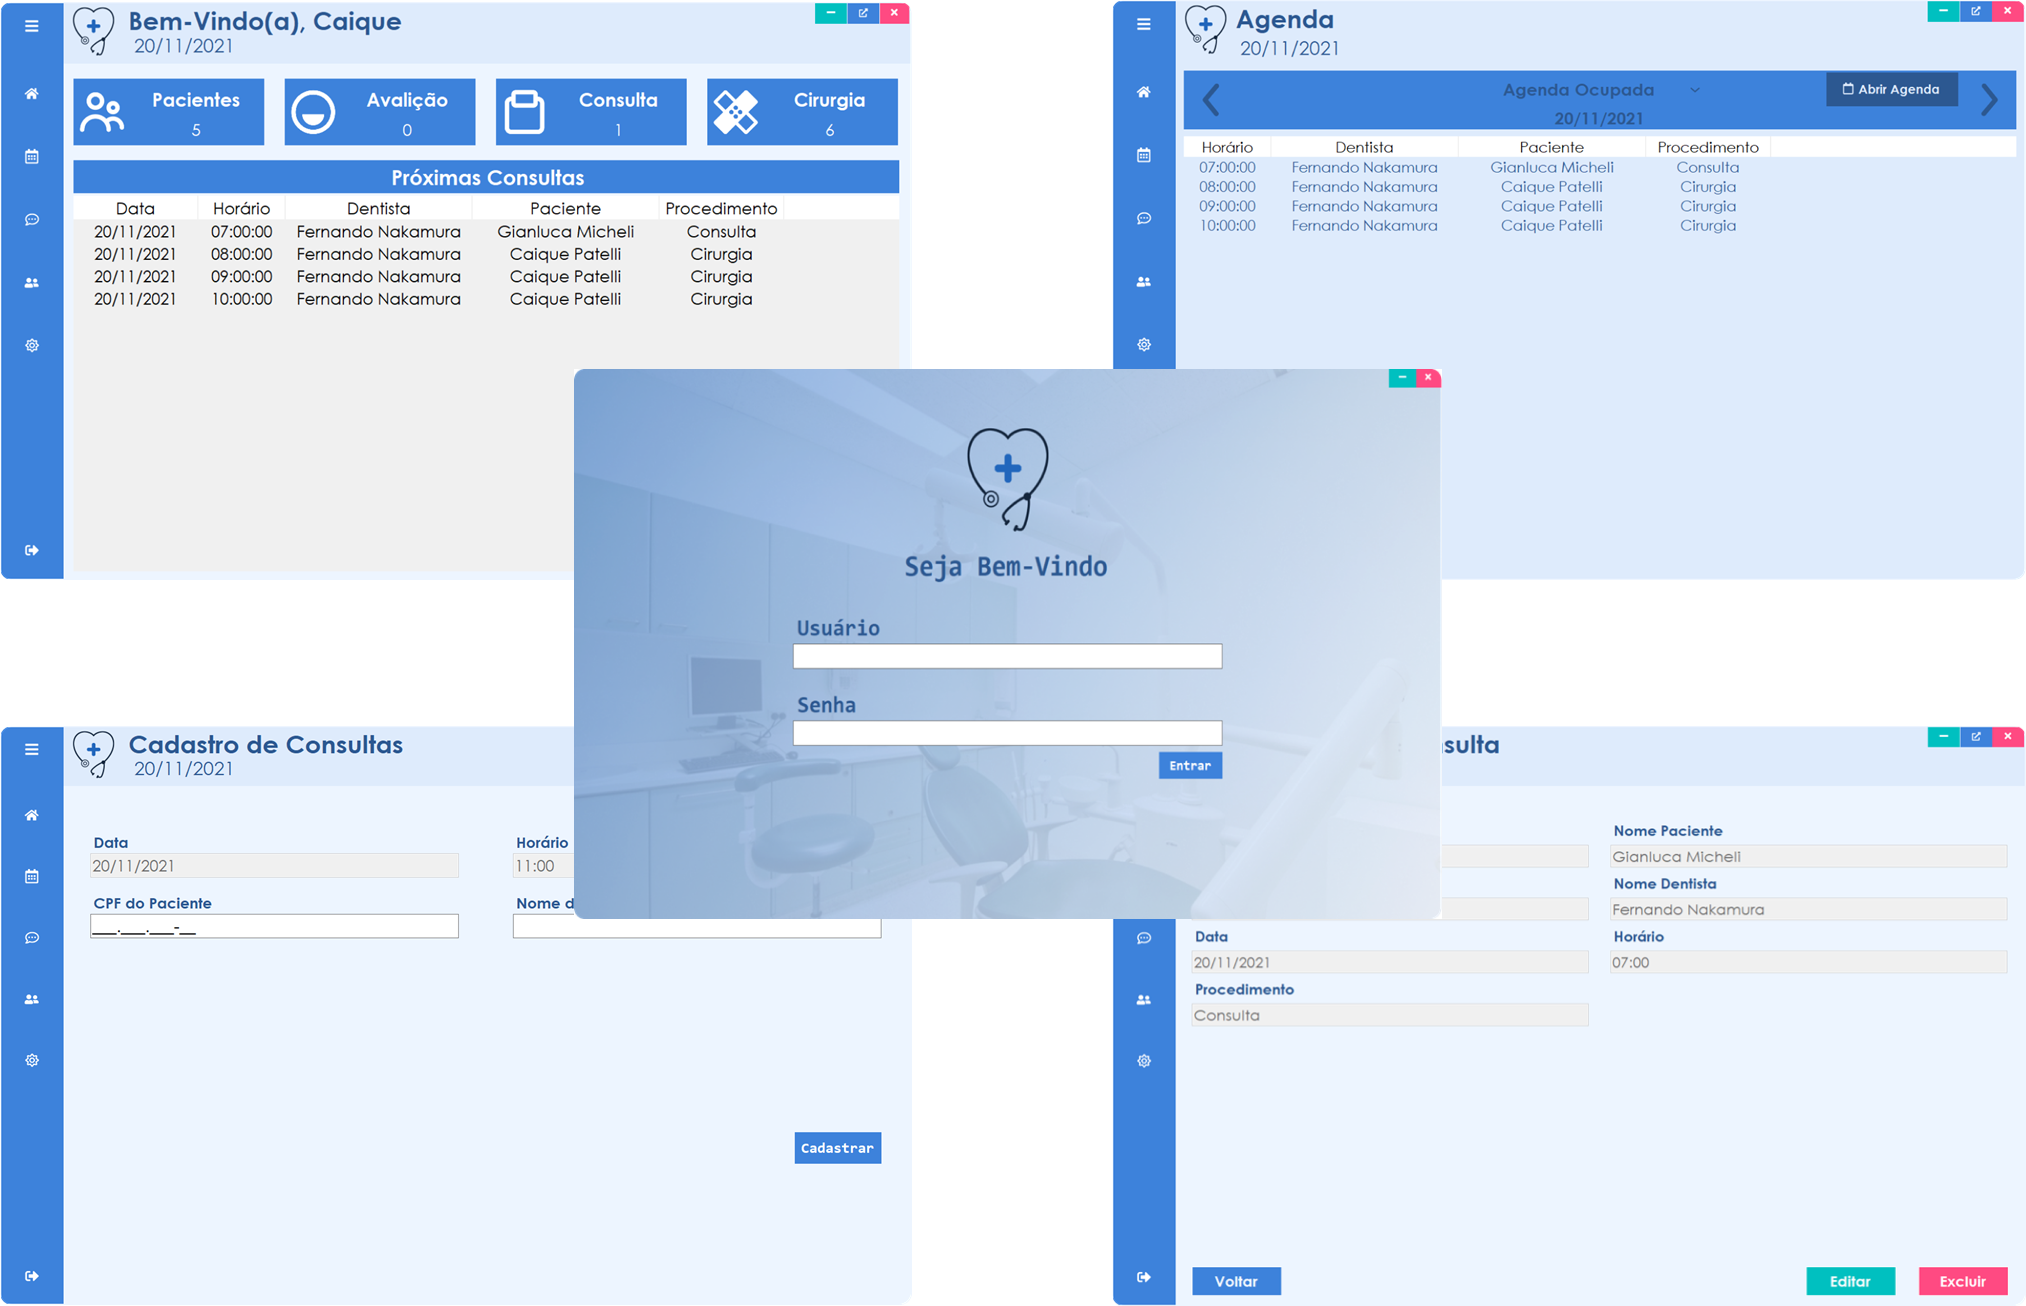 Bem-Vindo(a), Caique
20/11/2021
Pacientes
5
Avalição
0
Consulta
1
Cirurgia
6
Próximas Consultas
Data Horário Dentista Paciente Procedimento
20/11/2021 07:00:00 Fernando Nakamura Gianluca Micheli Consulta
20/11/2021 08:00:00 Fernando Nakamura Caique Patelli Cirurgia
20/11/2021 09:00:00 Fernando Nakamura Caique Patelli Cirurgia
20/11/2021 10:00:00 Fernando Nakamura Caique Patelli Cirurgia
Agenda
20/11/2021
Agenda Ocupada
20/11/2021
Abrir Agenda
Horário Dentista Paciente Procedimento
07:00:00 Fernando Nakamura Gianluca Micheli Consulta
08:00:00 Fernando Nakamura Caique Patelli Cirurgia
09:00:00 Fernando Nakamura Caique Patelli Cirurgia
10:00:00 Fernando Nakamura Caique Patelli Cirurgia
Seja Bem-Vindo
Usuário
Senha
Entrar
Cadastro de Consultas
20/11/2021
Data
20/11/2021
Horário
11:00
CPF do Paciente
___.___.___-__
Nome d
Cadastrar
sulta
Nome Paciente
Gianluca Micheli
Nome Dentista
Fernando Nakamura
Data
20/11/2021
Horário
07:00
Procedimento
Consulta
Voltar
Editar
Excluir